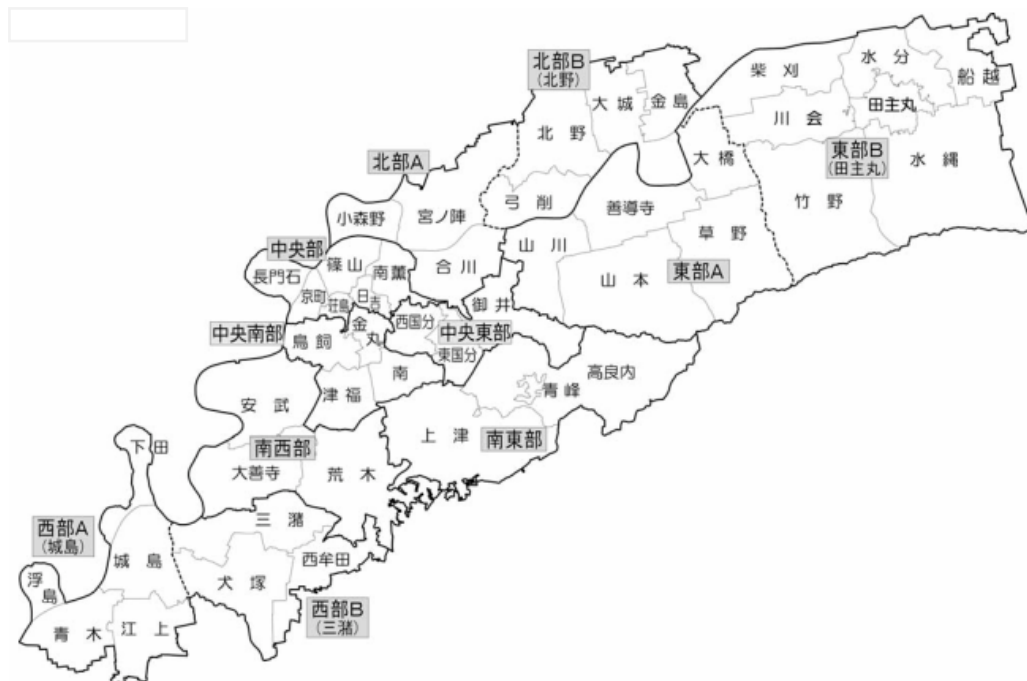 北部B
(北野)
大城
金島
柴刈
水分
船越
田主丸
川会
北野
東部B
(田主丸)
水縄
大橋
竹野
北部A
小森野
宮ノ陣
弓削
善導寺
草野
山川
山本
東部A
中央部
長門石
篠山
南薫
合川
京町
荘島
日吉
御井
中央南部
鳥飼
金丸
西国分
中央東部
東国分
高良内
青峰
南
津福
安武
上津
南東部
下田
南西部
大善寺
荒木
三潴
西部A
(城島)
城島
西牟田
犬塚
浮島
西部B
(三潴)
青木
江上